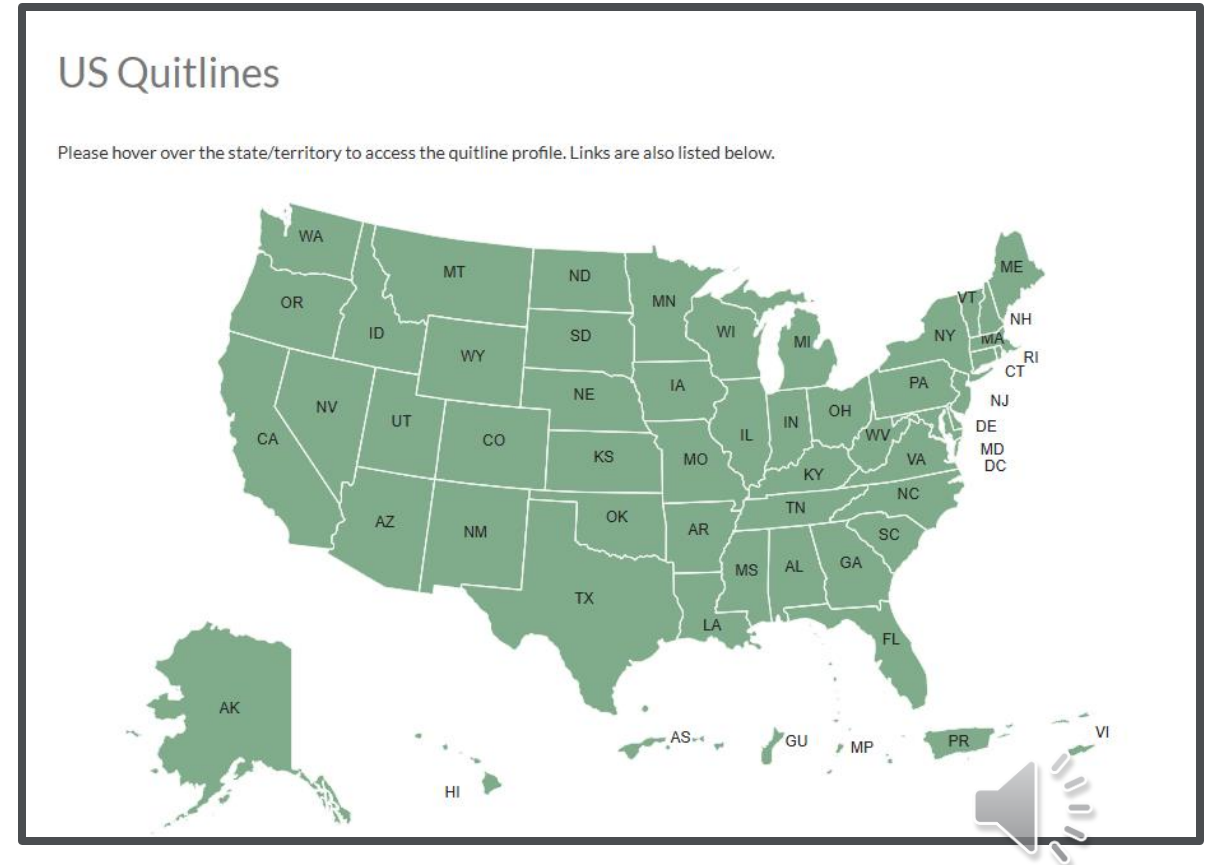 US Quitlines
Please hover over the state/territory to access the quitline profile. Links are also listed below.
WA
MT
ND
ME
OR
MN
VT
ID
SD
WI
MI
NY
NH
MA
WY
RI
CT
IA
PA
NE
NJ
NV
UT
OH
IN
DE
CA
CO
IL
WV
MD
KS
MO
VA
DC
KY
NC
TN
AZ
NM
OK
AR
SC
MS
AL
GA
TX
LA
FL
AK
AS
GU
MP
PR
VI
HI